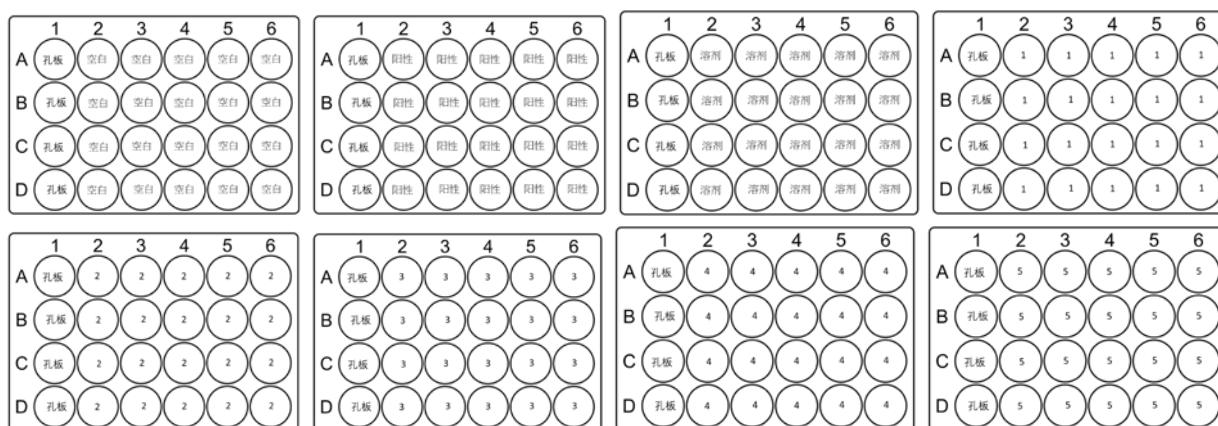 1 2 3 4 5 6
A 孔板 空白 空白 空白 空白 空白
B 孔板 空白 空白 空白 空白 空白
C 孔板 空白 空白 空白 空白 空白
D 孔板 空白 空白 空白 空白 空白
1 2 3 4 5 6
A 孔板 阳性 阳性 阳性 阳性 阳性
B 孔板 阳性 阳性 阳性 阳性 阳性
C 孔板 阳性 阳性 阳性 阳性 阳性
D 孔板 阳性 阳性 阳性 阳性 阳性
1 2 3 4 5 6
A 孔板 溶剂 溶剂 溶剂 溶剂 溶剂
B 孔板 溶剂 溶剂 溶剂 溶剂 溶剂
C 孔板 溶剂 溶剂 溶剂 溶剂 溶剂
D 孔板 溶剂 溶剂 溶剂 溶剂 溶剂
1 2 3 4 5 6
A 孔板 1 1 1 1 1
B 孔板 1 1 1 1 1
C 孔板 1 1 1 1 1
D 孔板 1 1 1 1 1
1 2 3 4 5 6
A 孔板 2 2 2 2 2
B 孔板 2 2 2 2 2
C 孔板 2 2 2 2 2
D 孔板 2 2 2 2 2
1 2 3 4 5 6
A 孔板 3 3 3 3 3
B 孔板 3 3 3 3 3
C 孔板 3 3 3 3 3
D 孔板 3 3 3 3 3
1 2 3 4 5 6
A 孔板 4 4 4 4 4
B 孔板 4 4 4 4 4
C 孔板 4 4 4 4 4
D 孔板 4 4 4 4 4
1 2 3 4 5 6
A 孔板 5 5 5 5 5
B 孔板 5 5 5 5 5
C 孔板 5 5 5 5 5
D 孔板 5 5 5 5 5